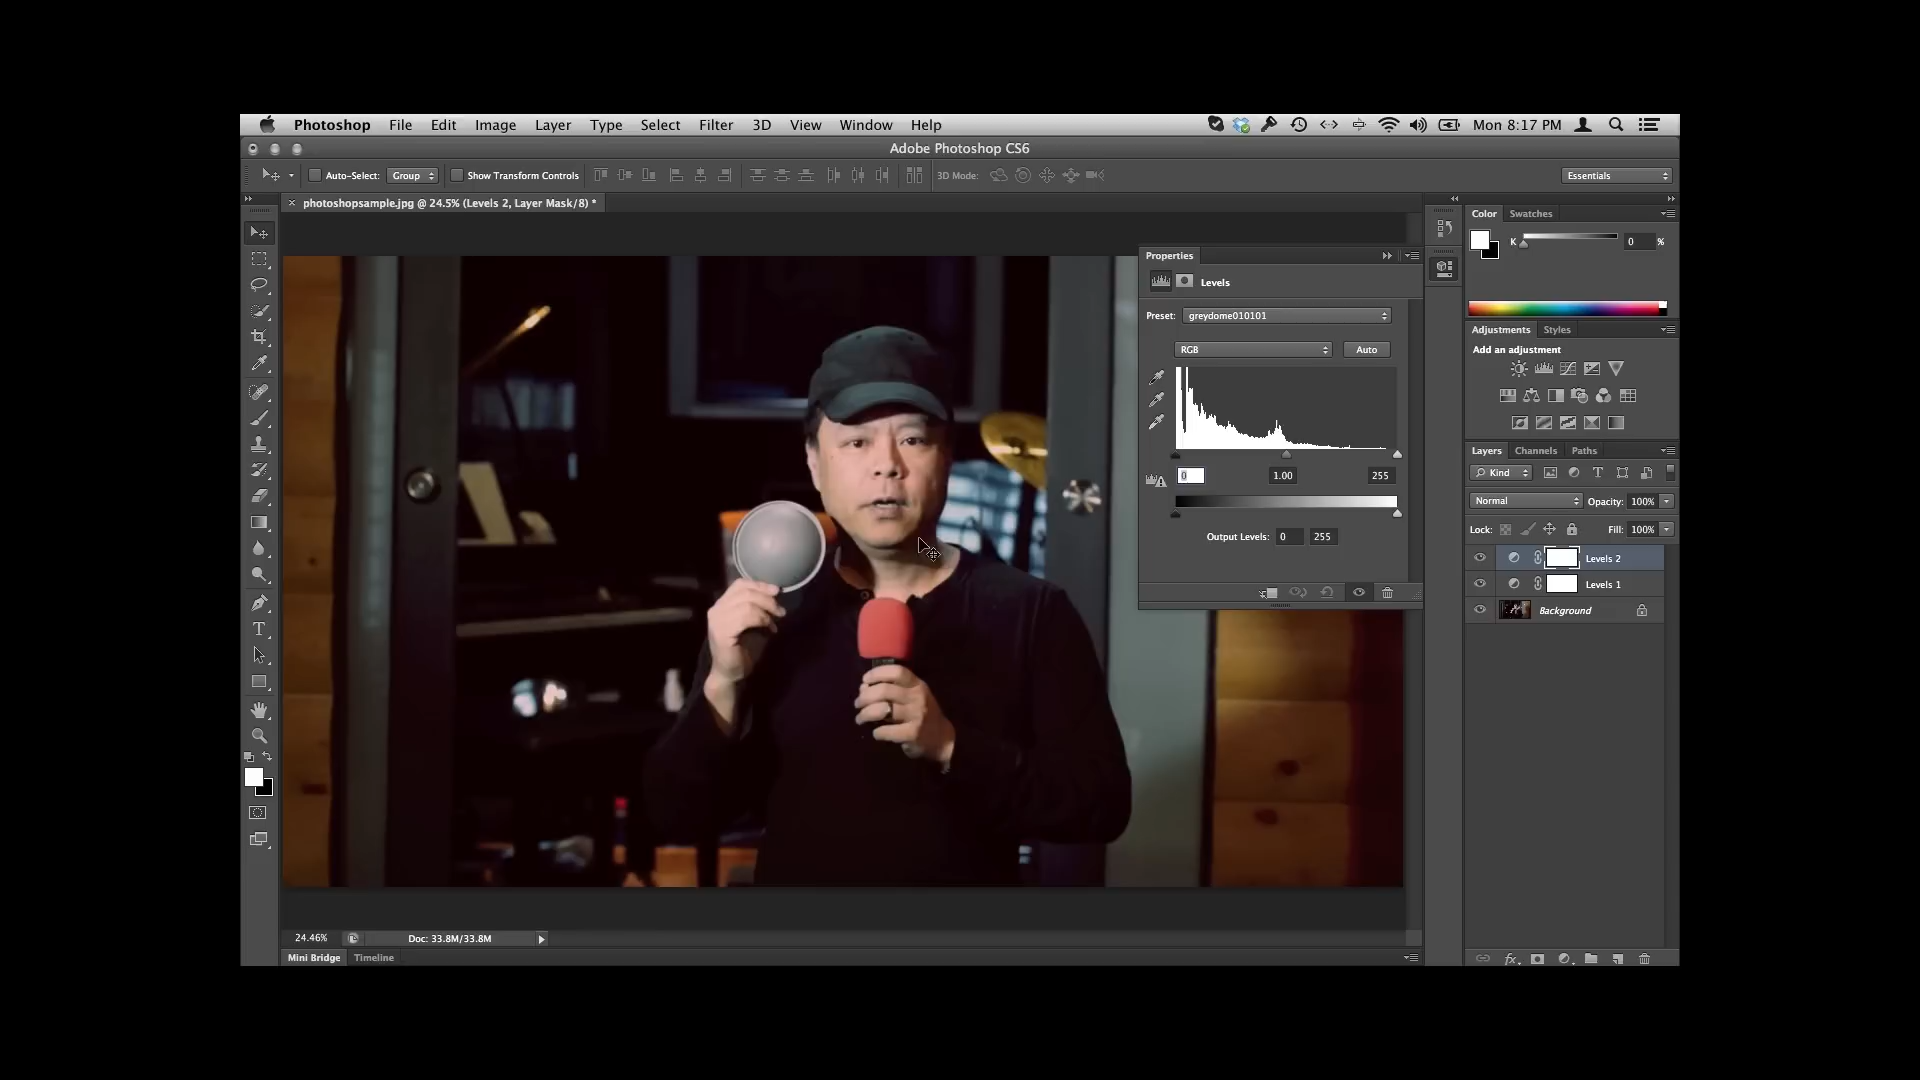 Photoshop File Edit Image Layer Type Select Filter 3D View Window Help Mon 8:17 PM
Adobe Photoshop CS6
Auto-Select: Group Show Transform Controls 3D Mode: Essentials
photoshopsample.jpg @ 24.5% (Levels 2, Layer Mask/8) *
Color Swatches
K 0 %
Properties
Levels
Preset: greydome010101
RGB Auto
0 1.00 255
Output Levels: 0 255
Adjustments Styles
Add an adjustment
Layers Channels Paths
Kind
Normal Opacity: 100%
Lock: Fill: 100%
Levels 2
Levels 1
Background
fx
24.46% Doc: 33.8M/33.8M
Mini Bridge Timeline